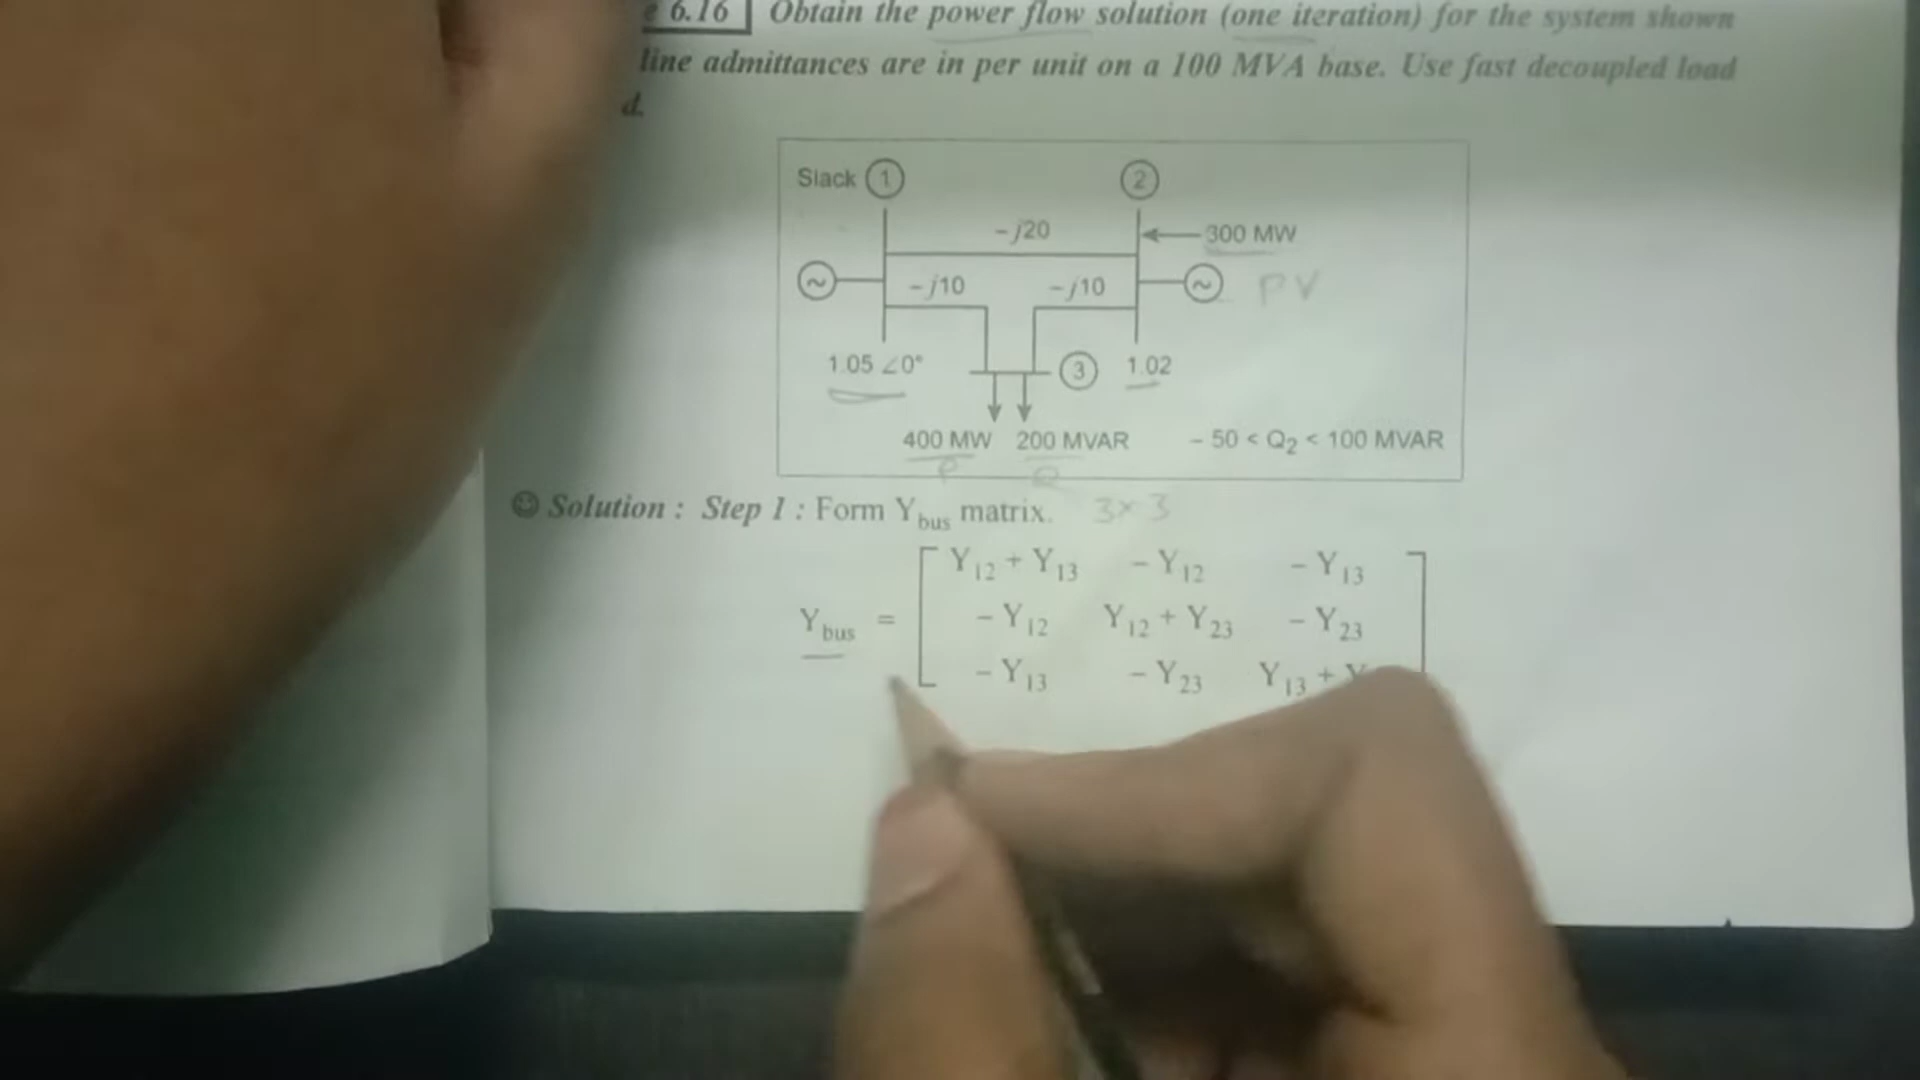 e 6.16 Obtain the power flow solution (one iteration) for the system shown
line admittances are in per unit on a 100 MVA base. Use fast decoupled load
d.
Slack 1 2
-j20 300 MW
~ -j10 -j10 ~ PV
1.05 ∠0° 3 1.02
400 MW 200 MVAR - 50 < Q2 < 100 MVAR
P Q
☺ Solution : Step 1 : Form Ybus matrix. 3×3
Y12 + Y13 - Y12 - Y13
Ybus = - Y12 Y12 + Y23 - Y23
- Y13 - Y23 Y13 + Y